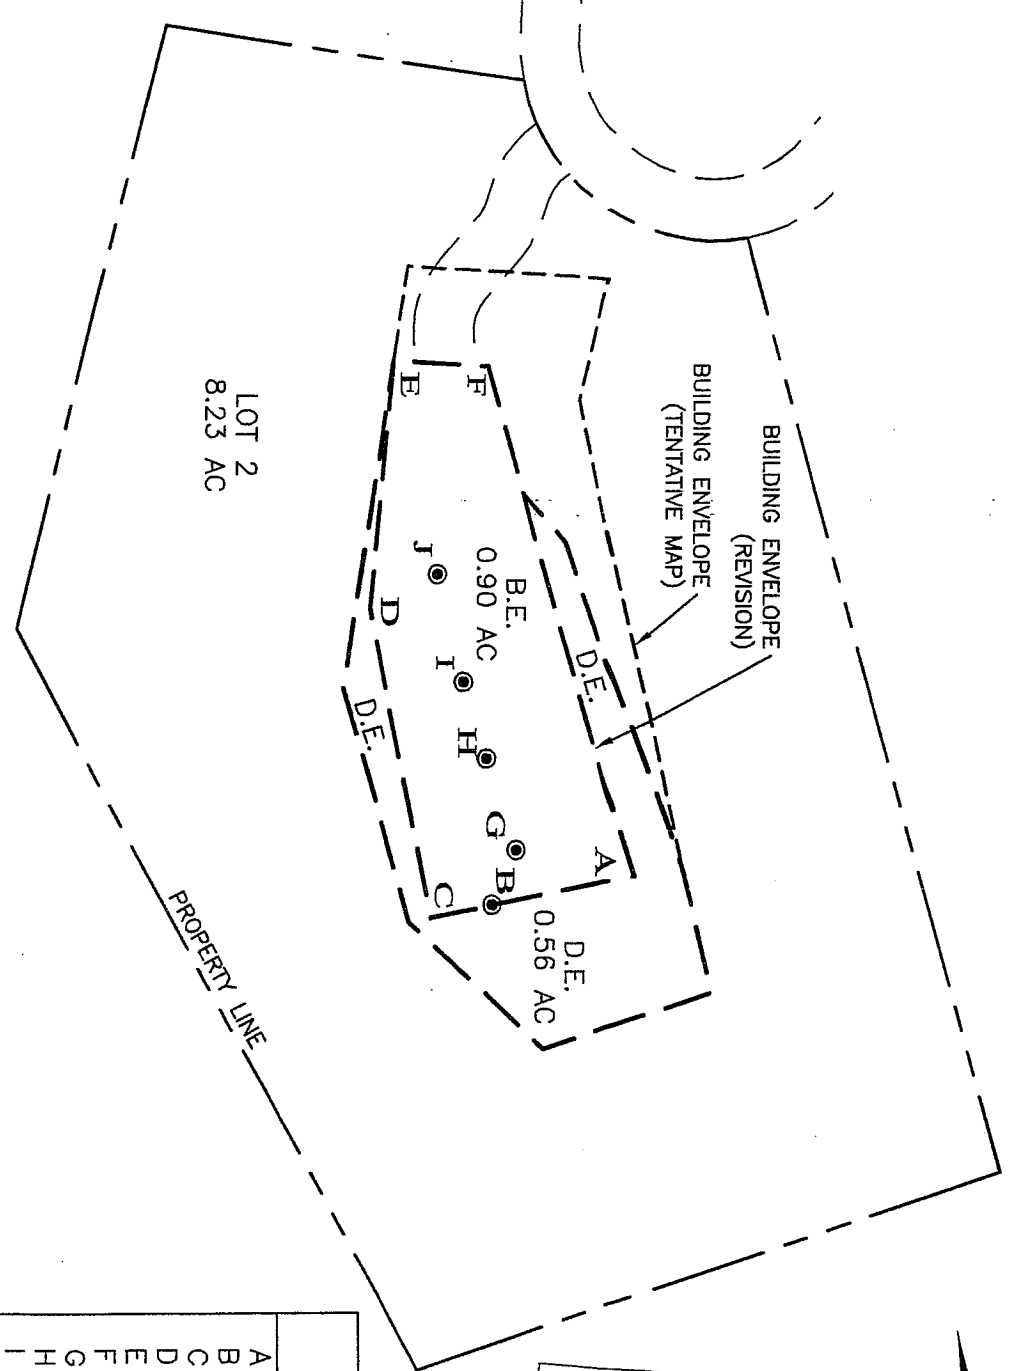 BUILDING ENVELOPE
(REVISION)
BUILDING ENVELOPE
(TENTATIVE MAP)
D.E.
A
F
B.E.
0.90 AC
E
J
I
H
G
B
D.E.
0.56 AC
D
C
D.E.
LOT 2
8.23 AC
PROPERTY LINE
A
B
C
D
E
F
G
H
I